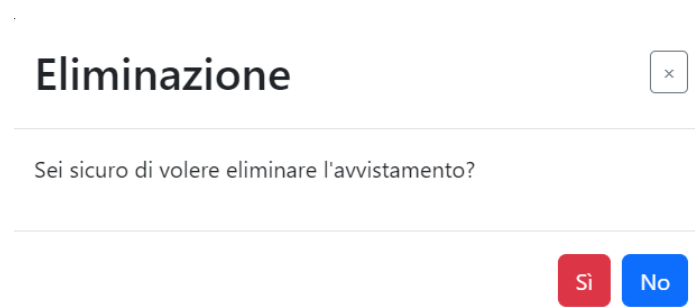 Eliminazione
×
Sei sicuro di volere eliminare l'avvistamento?
Sì No